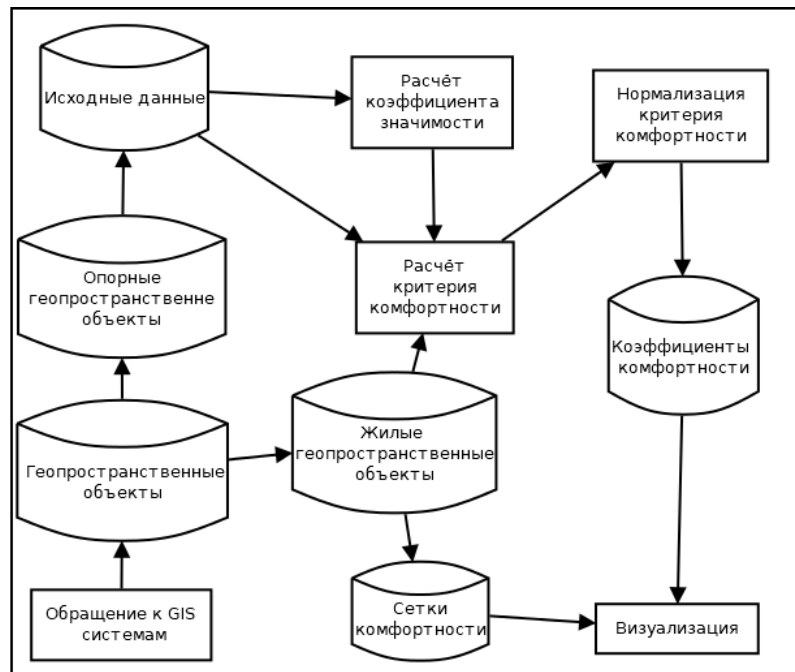 Исходные данные
Расчёт
коэффициента
значимости
Нормализация
критерия
комфортности
Опорные
геопространственне
объекты
Расчёт
критерия
комфортности
Коэффициенты
комфортности
Геопространственные
объекты
Жилые
геопространственные
объекты
Обращение к GIS
системам
Сетки
комфортности
Визуализация